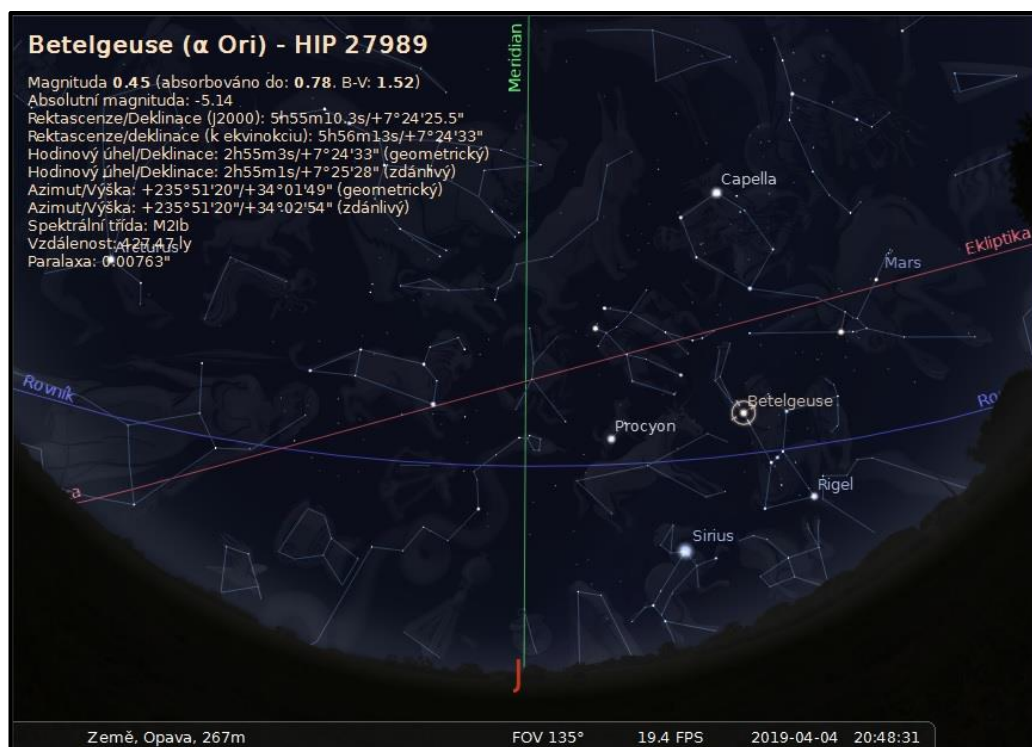 Betelgeuse (α Ori) - HIP 27989
Magnituda 0.45 (absorbováno do: 0.78. B-V: 1.52)
Absolutní magnituda: -5.14
Rektascenze/Deklinace (J2000): 5h55m10.3s/+7°24'25.5"
Rektascenze/deklinace (k ekvinokciu): 5h56m13s/+7°24'33"
Hodinový úhel/Deklinace: 2h55m3s/+7°24'33" (geometrický)
Hodinový úhel/Deklinace: 2h55m1s/+7°25'28" (zdánlivý)
Azimut/Výška: +235°51'20"/+34°01'49" (geometrický)
Azimut/Výška: +235°51'20"/+34°02'54" (zdánlivý)
Spektrální třída: M2Ib
Vzdálenost: 427.47 ly
Arcturus
Paralaxa: 0.00763"
Meridian
Capella
Ekliptika
Mars
Rovník
Betelgeuse
Procyon
Rigel
Sirius
J
Země, Opava, 267m FOV 135° 19.4 FPS 2019-04-04 20:48:31